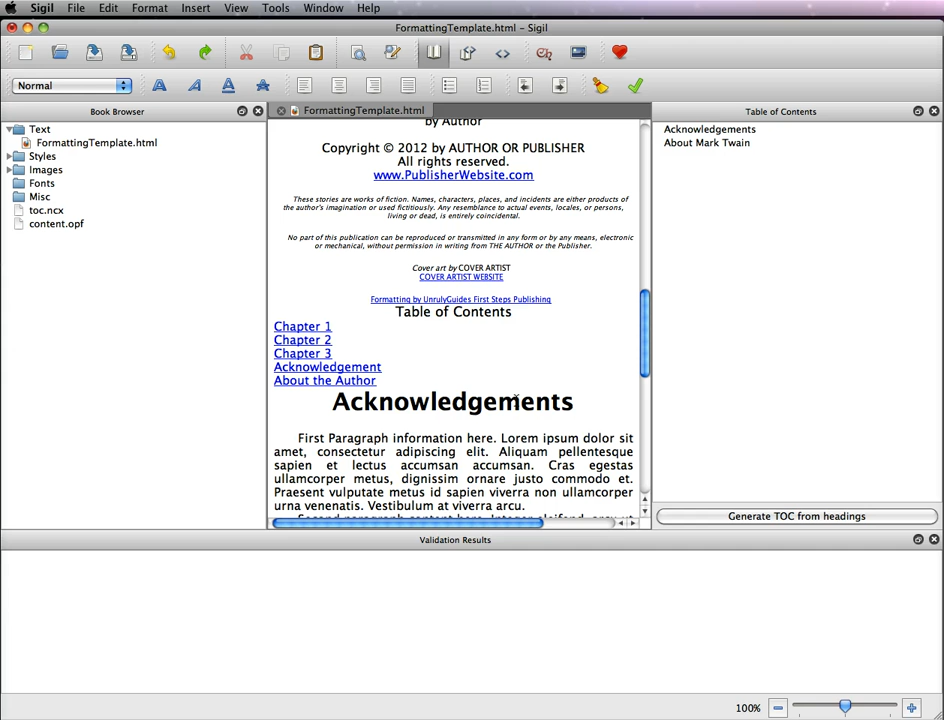 Sigil File Edit Format Insert View Tools Window Help
FormattingTemplate.html - Sigil
Normal
Book Browser
FormattingTemplate.html
Table of Contents
Text
FormattingTemplate.html
Styles
Images
Fonts
Misc
toc.ncx
content.opf
by Author
Copyright © 2012 by AUTHOR OR PUBLISHER
All rights reserved.
www.PublisherWebsite.com
These stories are works of fiction. Names, characters, places, and incidents are either products of
the author's imagination or used fictitiously. Any resemblance to actual events, locales, or persons,
living or dead, is entirely coincidental.
No part of this publication can be reproduced or transmitted in any form or by any means, electronic
or mechanical, without permission in writing from THE AUTHOR or the Publisher.
Cover art by COVER ARTIST
COVER ARTIST WEBSITE
Formatting by UnrulyGuides First Steps Publishing
Table of Contents
Chapter 1
Chapter 2
Chapter 3
Acknowledgement
About the Author
Acknowledgements
First Paragraph information here. Lorem ipsum dolor sit
amet, consectetur adipiscing elit. Aliquam pellentesque
sapien et lectus accumsan accumsan. Cras egestas
ullamcorper metus, dignissim ornare justo commodo et.
Praesent vulputate metus id sapien viverra non ullamcorper
urna venenatis. Vestibulum at viverra arcu.
Acknowledgements
About Mark Twain
Generate TOC from headings
Validation Results
100%